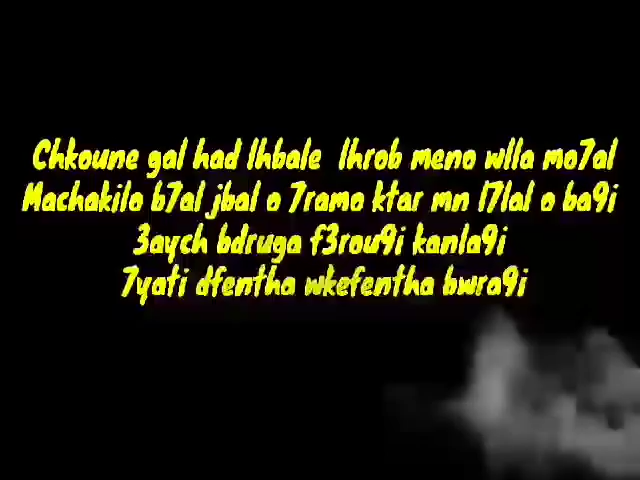 Chkoune gal had lhbale lhrob meno wlla mo7al
Machakilo b7al jbal o 7ramo ktar mn l7lal o ba9i
3aych bdruga f3rou9i kanla9i
7yati dfentha wkefentha bwra9i